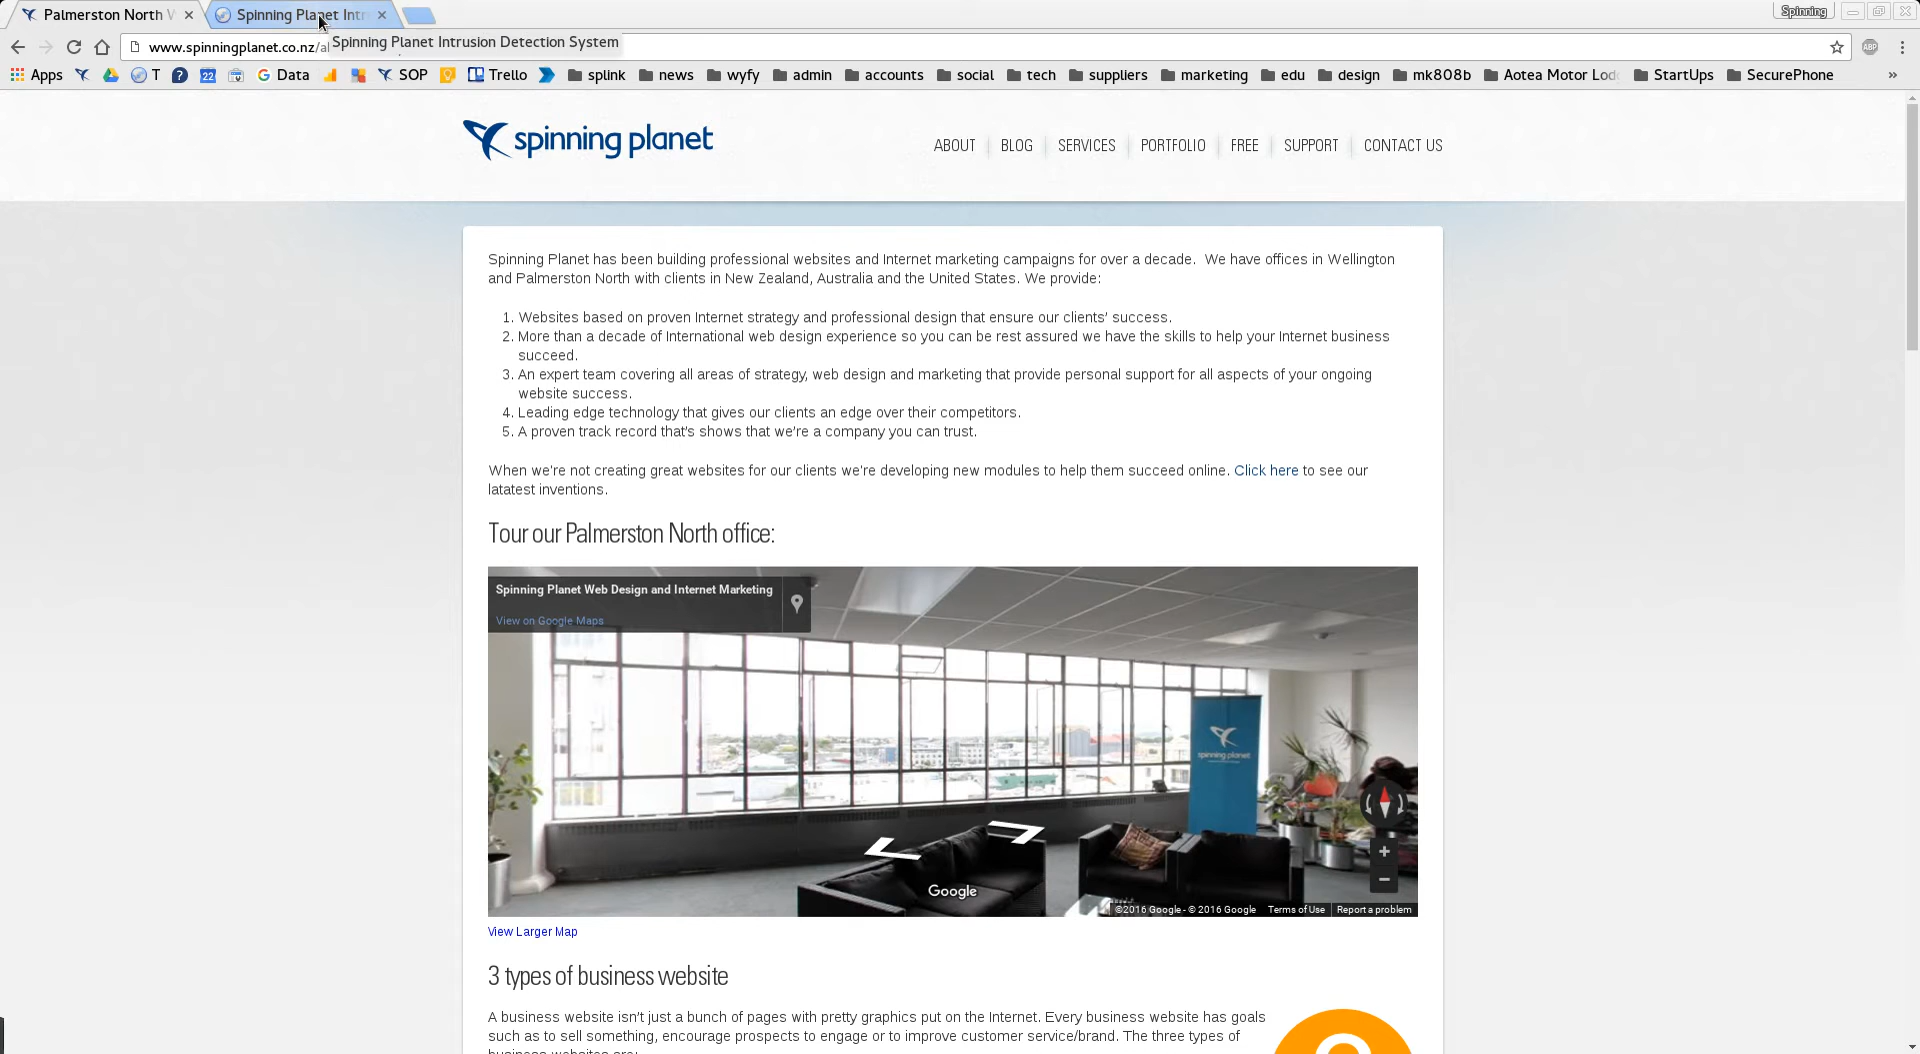 Palmerston North W
Spinning Planet Intr
Spinning
www.spinningplanet.co.nz/a
Spinning Planet Intrusion Detection System
ABP
Apps
T
?
22
Data
SOP
Trello
splink
news
wyfy
admin
accounts
social
tech
suppliers
marketing
edu
design
mk808b
Aotea Motor Lod
StartUps
SecurePhone
»
spinning planet
ABOUT
BLOG
SERVICES
PORTFOLIO
FREE
SUPPORT
CONTACT US
Spinning Planet has been building professional websites and Internet marketing campaigns for over a decade. We have offices in Wellington
and Palmerston North with clients in New Zealand, Australia and the United States. We provide:
1. Websites based on proven Internet strategy and professional design that ensure our clients' success.
2. More than a decade of International web design experience so you can be rest assured we have the skills to help your Internet business
succeed.
3. An expert team covering all areas of strategy, web design and marketing that provide personal support for all aspects of your ongoing
website success.
4. Leading edge technology that gives our clients an edge over their competitors.
5. A proven track record that's shows that we're a company you can trust.
When we're not creating great websites for our clients we're developing new modules to help them succeed online. Click here to see our
latatest inventions.
Tour our Palmerston North office:
Spinning Planet Web Design and Internet Marketing
View on Google Maps
spinning planet
Google
©2016 Google - © 2016 Google
Terms of Use
Report a problem
View Larger Map
3 types of business website
A business website isn't just a bunch of pages with pretty graphics put on the Internet. Every business website has goals
such as to sell something, encourage prospects to engage or to improve customer service/brand. The three types of
business websites are: